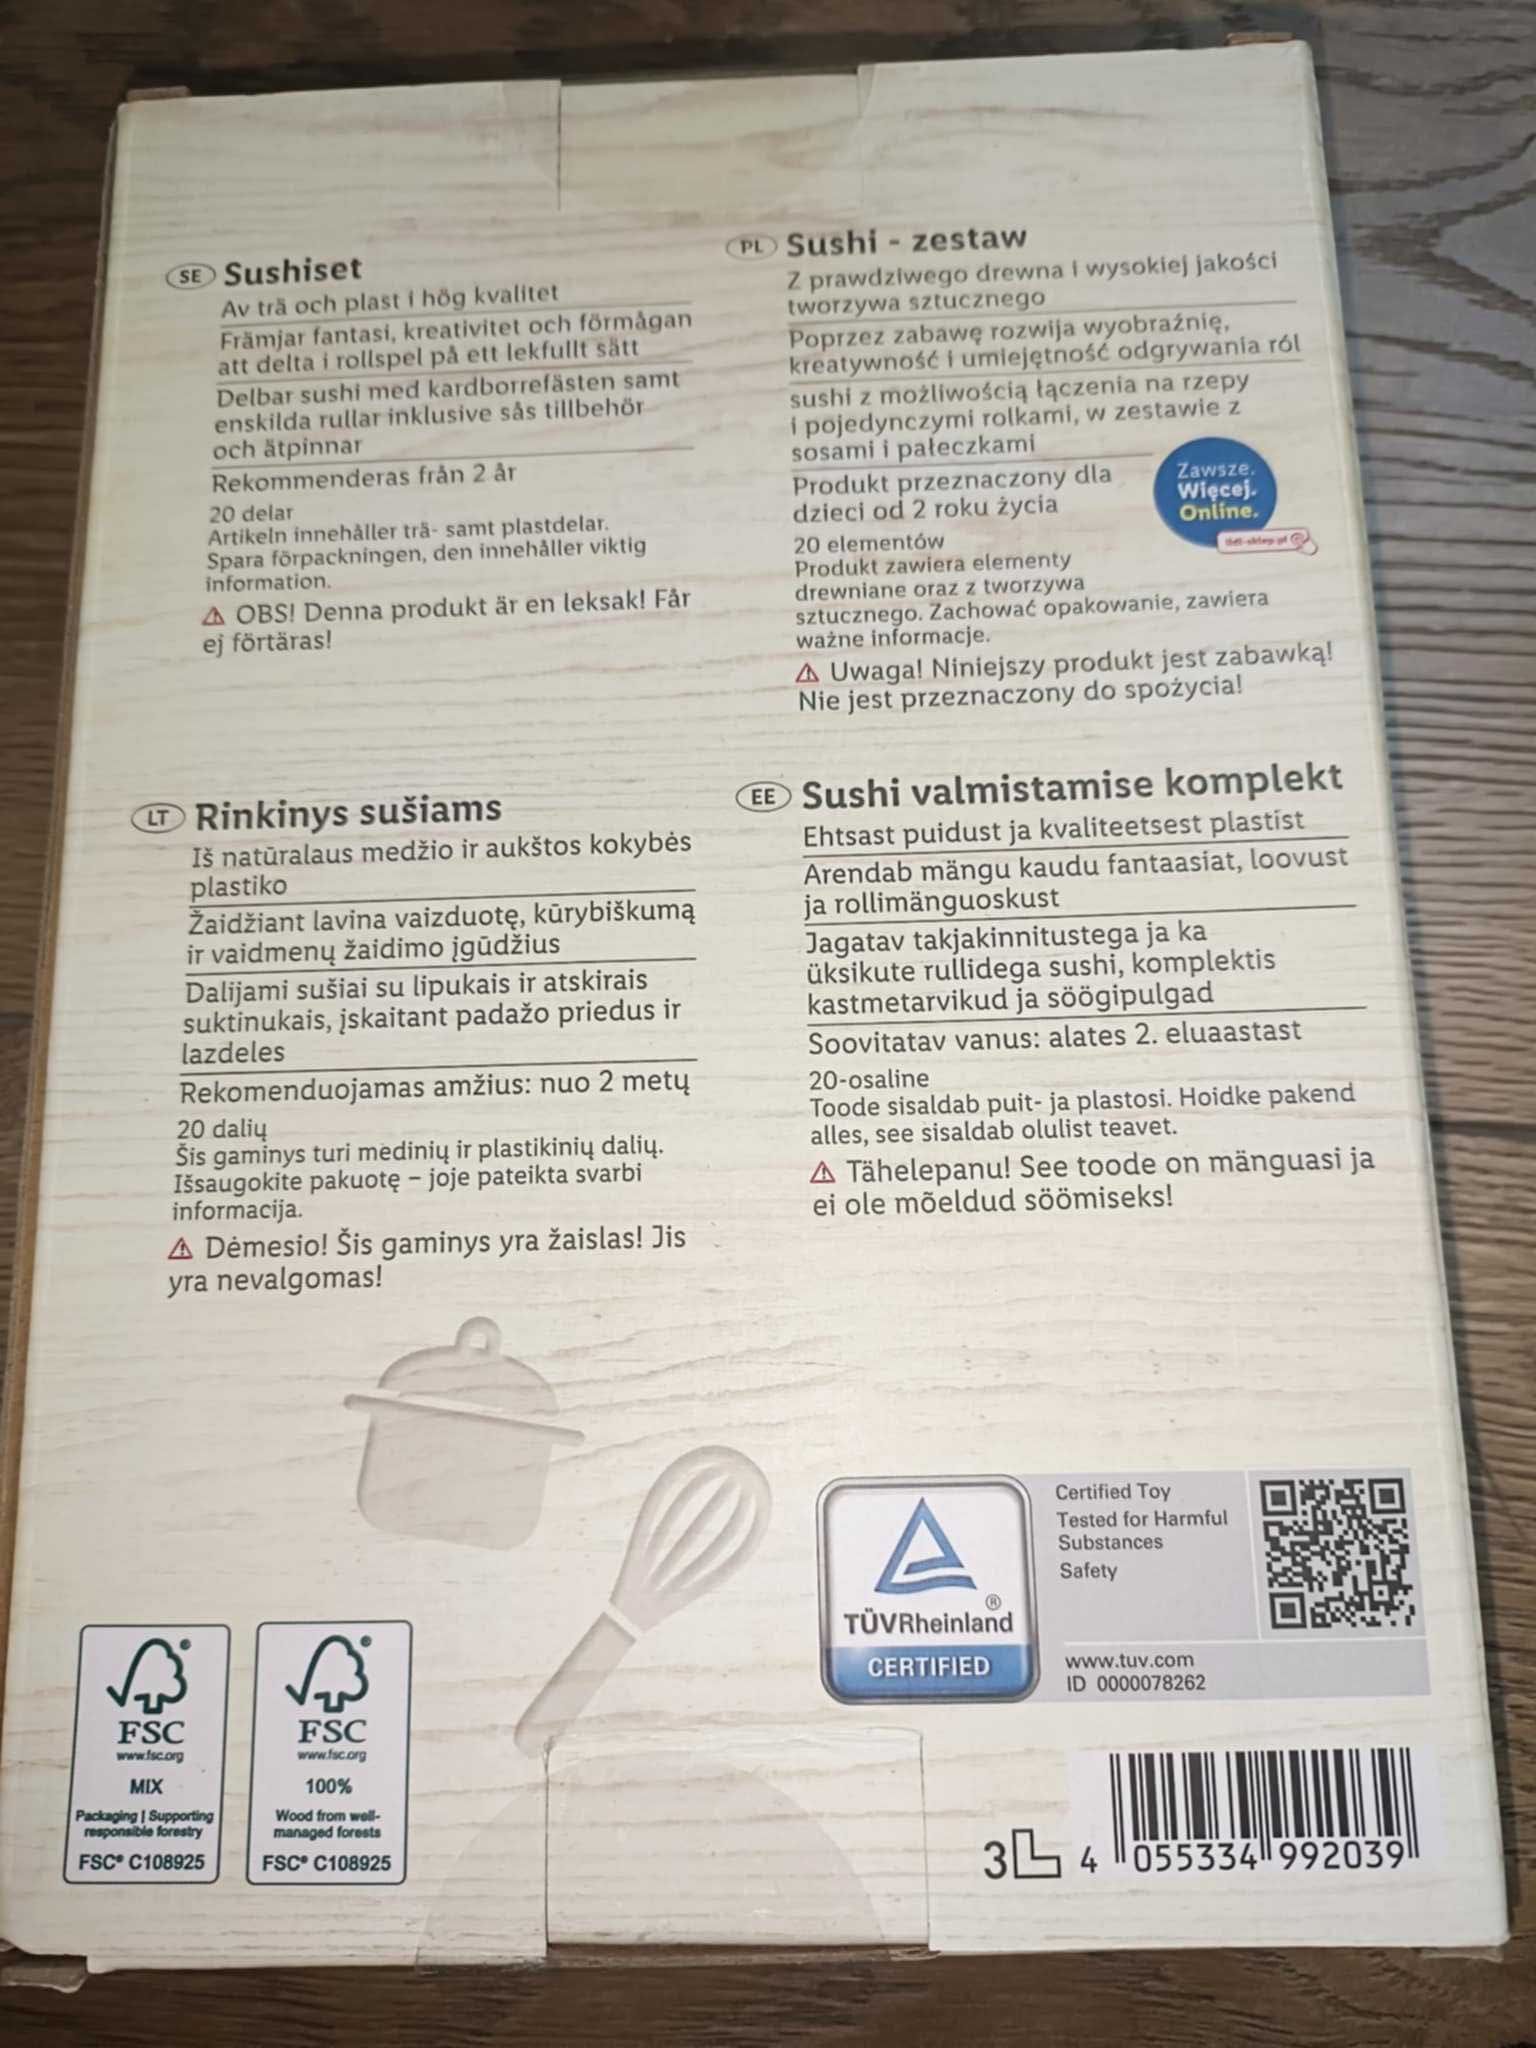 SE Sushiset
Av trä och plast i hög kvalitet
Främjar fantasi, kreativitet och förmågan
att delta i rollspel på ett lekfullt sätt
Delbar sushi med kardborrefästen samt
enskilda rullar inklusive sås tillbehör
och ätpinnar
Rekommenderas från 2 år
20 delar
Artikeln innehåller trä- samt plastdelar.
Spara förpackningen, den innehåller viktig
information.
OBS! Denna produkt är en leksak! Får
ej förtäras!
PL Sushi - zestaw
Z prawdziwego drewna i wysokiej jakości
tworzywa sztucznego
Poprzez zabawę rozwija wyobraźnię,
kreatywność i umiejętność odgrywania ról
sushi z możliwością łączenia na rzepy
i pojedynczymi rolkami, w zestawie z
sosami i pałeczkami
Produkt przeznaczony dla
dzieci od 2 roku życia
20 elementów
Produkt zawiera elementy
drewniane oraz z tworzywa
sztucznego. Zachować opakowanie, zawiera
ważne informacje.
Uwaga! Niniejszy produkt jest zabawką!
Nie jest przeznaczony do spożycia!
Zawsze.
Więcej.
Online.
lidl-sklep.pl
LT Rinkinys sušiams
Iš natūralaus medžio ir aukštos kokybės
plastiko
Žaidžiant lavina vaizduotę, kūrybiškumą
ir vaidmenų žaidimo įgūdžius
Dalijami sušiai su lipukais ir atskirais
suktinukais, įskaitant padažo priedus ir
lazdeles
Rekomenduojamas amžius: nuo 2 metų
20 dalių
Šis gaminys turi medinių ir plastikinių dalių.
Išsaugokite pakuotę – joje pateikta svarbi
informacija.
Dėmesio! Šis gaminys yra žaislas! Jis
yra nevalgomas!
EE Sushi valmistamise komplekt
Ehtsast puidust ja kvaliteetsest plastist
Arendab mängu kaudu fantaasiat, loovust
ja rollimänguoskust
Jagatav takjakinnitustega ja ka
üksikute rullidega sushi, komplektis
kastmetarvikud ja söögipulgad
Soovitatav vanus: alates 2. eluaastast
20-osaline
Toode sisaldab puit- ja plastosi. Hoidke pakend
alles, see sisaldab olulist teavet.
Tähelepanu! See toode on mänguasi ja
ei ole mõeldud söömiseks!
TÜVRheinland®
CERTIFIED
Certified Toy
Tested for Harmful
Substances
Safety
www.tuv.com
ID 0000078262
FSC
www.fsc.org
MIX
Packaging | Supporting
responsible forestry
FSC® C108925
FSC
www.fsc.org
100%
Wood from well-
managed forests
FSC® C108925
3L 4 055334 992039